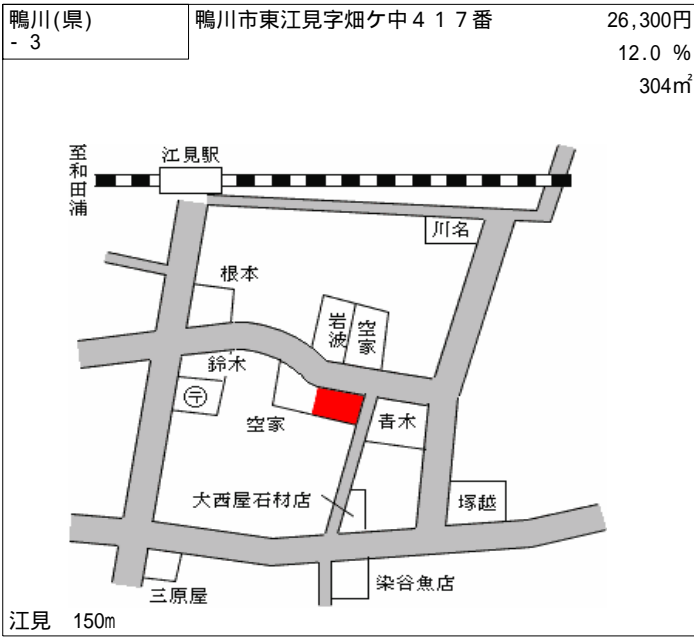 鴨川(県)
- 3
鴨川市東江見字畑ケ中４１７番
26,300円
12.0 %
304㎡
至和田浦
江見駅
川名
根本
岩波
空家
鈴木
〒
空家
青木
大西屋石材店
塚越
三原屋
染谷魚店
江見 150m